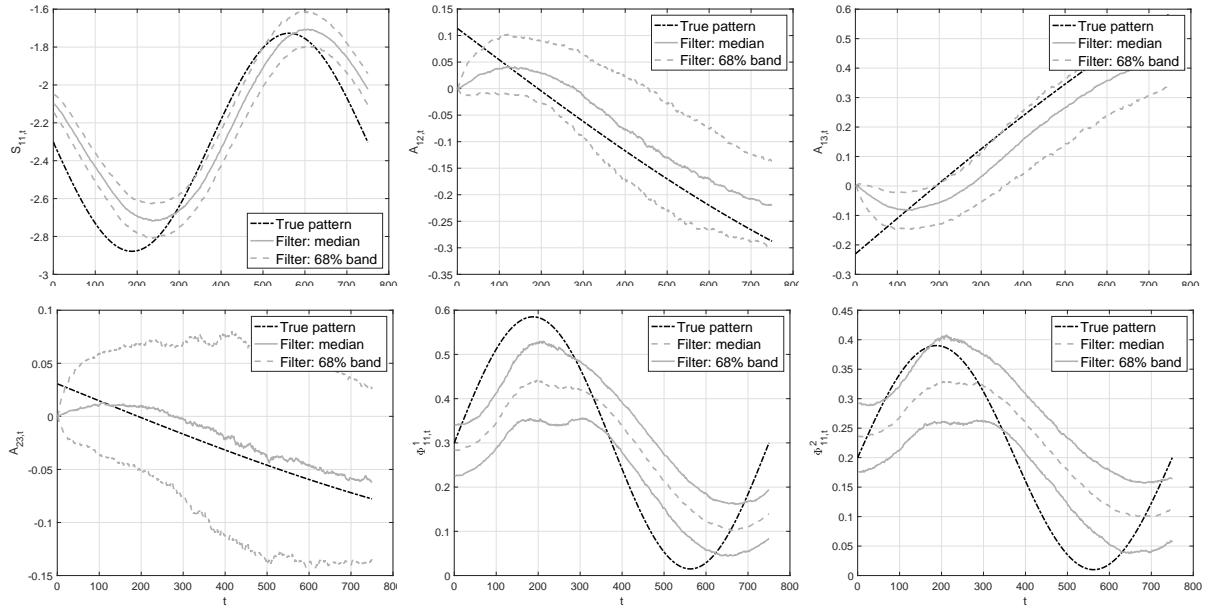 -1.6
-1.8
-2
-2.2
-2.4
-2.6
-2.8
-3
S11,t
True pattern
Filter: median
Filter: 68% band
0 100 200 300 400 500 600 700 800
0.15
0.1
0.05
0
-0.05
-0.1
-0.15
-0.2
-0.25
-0.3
-0.35
A12,t
True pattern
Filter: median
Filter: 68% band
0 100 200 300 400 500 600 700 800
0.6
0.5
0.4
0.3
0.2
0.1
0
-0.1
-0.2
-0.3
A13,t
True pattern
Filter: median
Filter: 68% band
0 100 200 300 400 500 600 700 800
0.1
0.05
0
-0.05
-0.1
-0.15
A23,t
True pattern
Filter: median
Filter: 68% band
0 100 200 300 400 500 600 700 800
t
0.6
0.5
0.4
0.3
0.2
0.1
0
Φ¹11,t
True pattern
Filter: median
Filter: 68% band
0 100 200 300 400 500 600 700 800
t
0.45
0.4
0.35
0.3
0.25
0.2
0.15
0.1
0.05
0
Φ²11,t
True pattern
Filter: median
Filter: 68% band
0 100 200 300 400 500 600 700 800
t